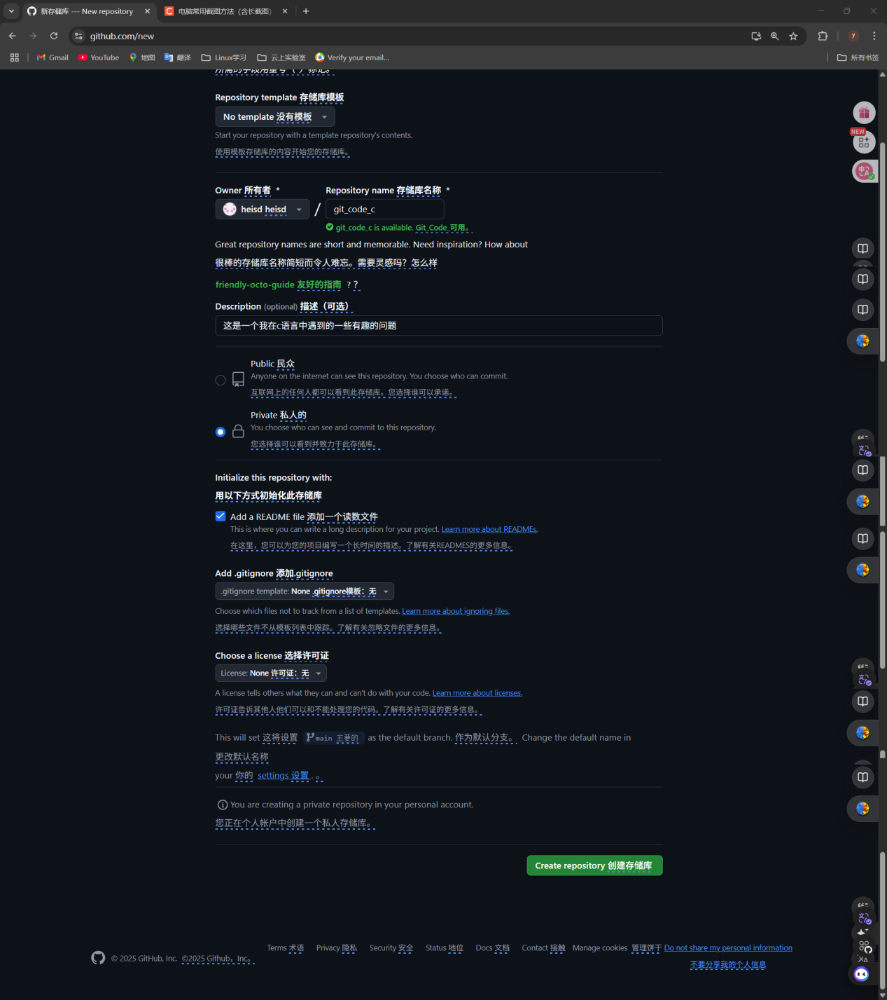 新存储库 --- New repository
电脑常用截图方法（含长截图）
github.com/new
y
Gmail
YouTube
地图
翻译
Linux学习
云上实验室
Verify your email...
所有书签
所需的字段用星号（*）标记。
Repository template 存储库模板
No template 没有模板
Start your repository with a template repository's contents.
使用模板存储库的内容开始您的存储库。
NEW
Owner 所有者 *
Repository name 存储库名称 *
heisd heisd
/
git_code_c
git_code_c is available. Git_Code_可用。
Great repository names are short and memorable. Need inspiration? How about
很棒的存储库名称简短而令人难忘。需要灵感吗？怎么样
friendly-octo-guide 友好的指南 ? ？
Description (optional) 描述（可选）
这是一个我在c语言中遇到的一些有趣的问题
Public 民众
Anyone on the internet can see this repository. You choose who can commit.
互联网上的任何人都可以看到此存储库。您选择谁可以承诺。
Private 私人的
You choose who can see and commit to this repository.
您选择谁可以看到并致力于此存储库。
Initialize this repository with:
用以下方式初始化此存储库
Add a README file 添加一个读数文件
This is where you can write a long description for your project. Learn more about READMEs.
在这里，您可以为您的项目编写一个长时间的描述。了解有关READMES的更多信息。
Add .gitignore 添加.gitignore
.gitignore template: None .gitignore模板：无
Choose which files not to track from a list of templates. Learn more about ignoring files.
选择哪些文件不从模板列表中跟踪。了解有关忽略文件的更多信息。
Choose a license 选择许可证
License: None 许可证：无
A license tells others what they can and can't do with your code. Learn more about licenses.
许可证告诉其他人他们可以和不能处理您的代码。了解有关许可证的更多信息。
This will set 这将设置 main 主要的 as the default branch. 作为默认分支。 Change the default name in
更改默认名称
your 你的 settings 设置 . 。
You are creating a private repository in your personal account.
您正在个人帐户中创建一个私人存储库。
Create repository 创建存储库
© 2025 GitHub, Inc. ©2025 Github，Inc。
Terms 术语
Privacy 隐私
Security 安全
Status 地位
Docs 文档
Contact 接触
Manage cookies 管理饼干
Do not share my personal information
不要分享我的个人信息